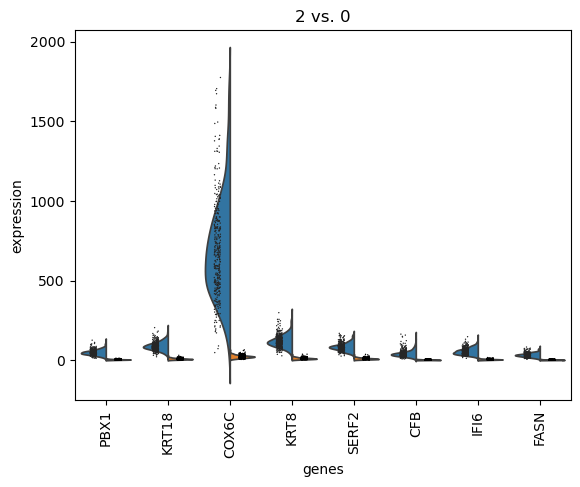 2 vs. 0
expression
2000
1500
1000
500
0
PBX1
KRT18
COX6C
KRT8
SERF2
CFB
IFI6
FASN
genes